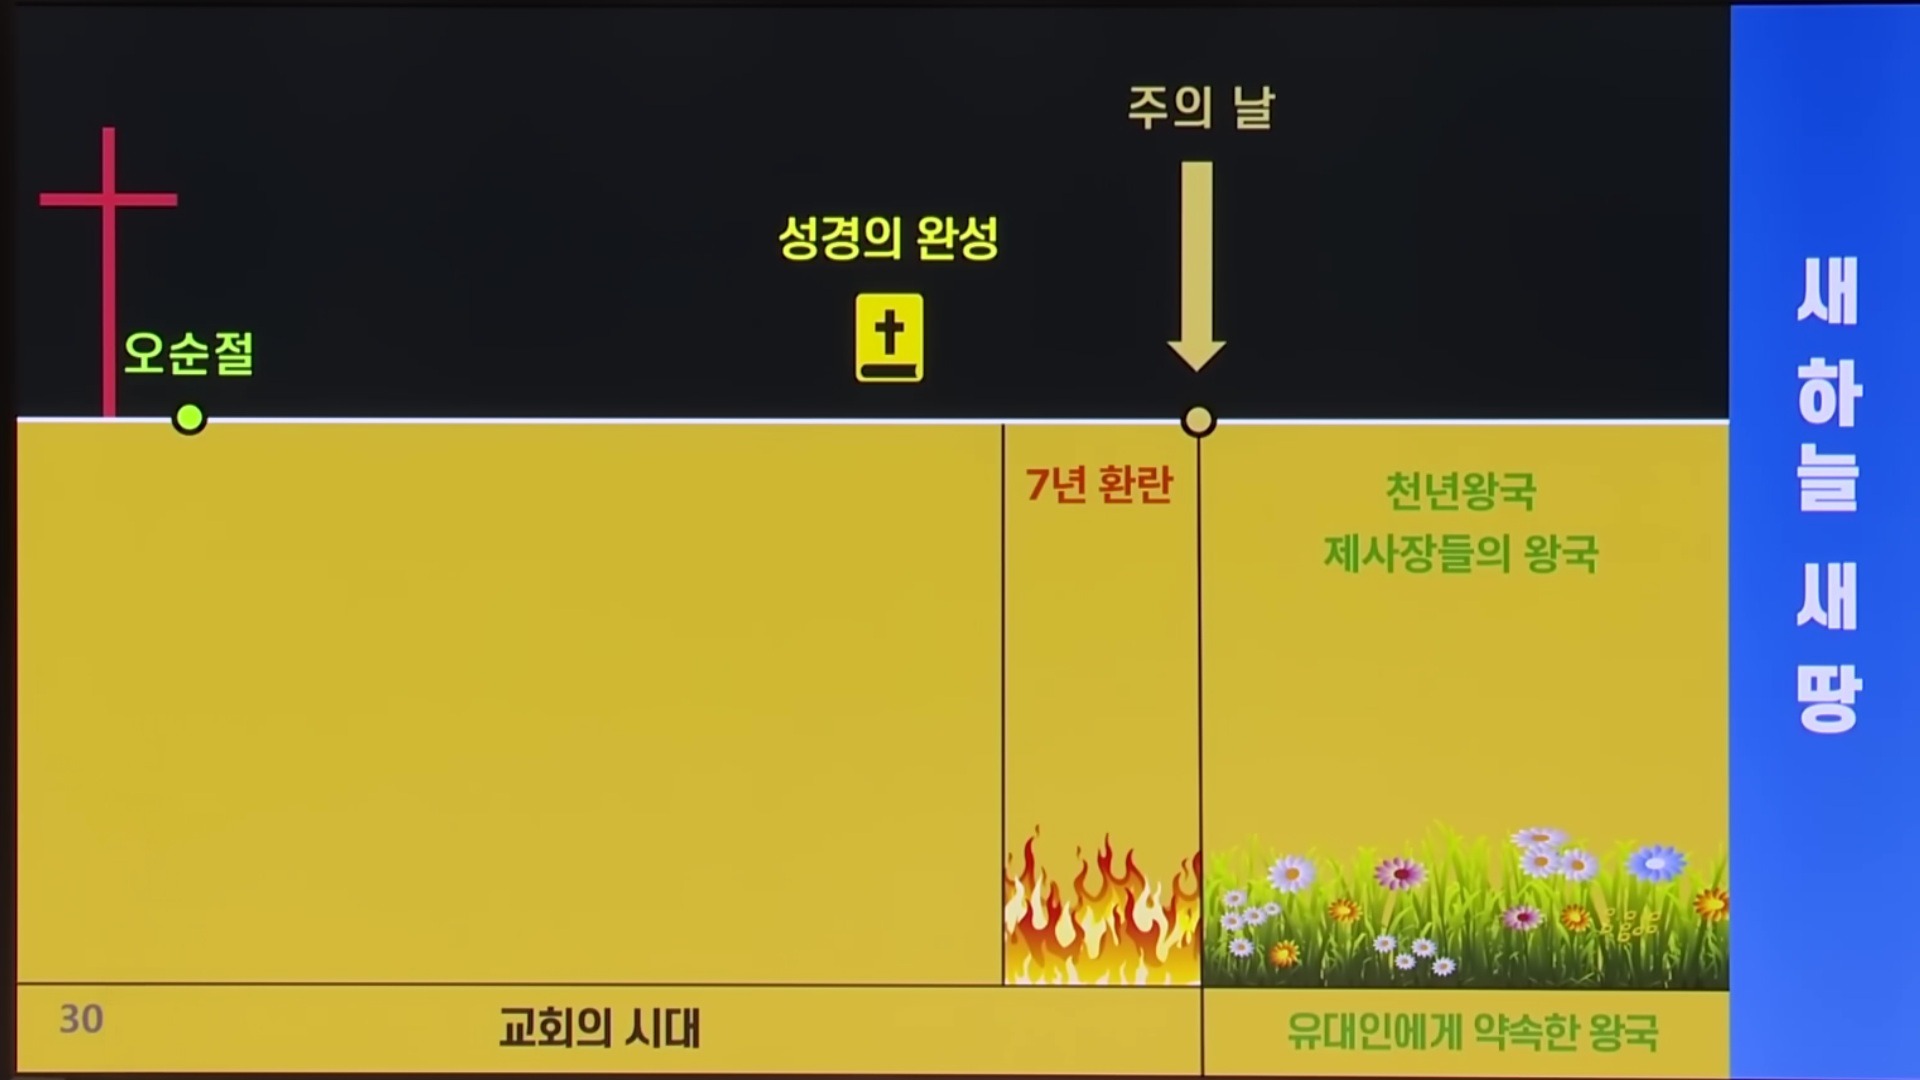 주의 날
성경의 완성
오순절
7년 환란
천년왕국
제사장들의 왕국
새 하늘 새 땅
30
교회의 시대
유대인에게 약속한 왕국